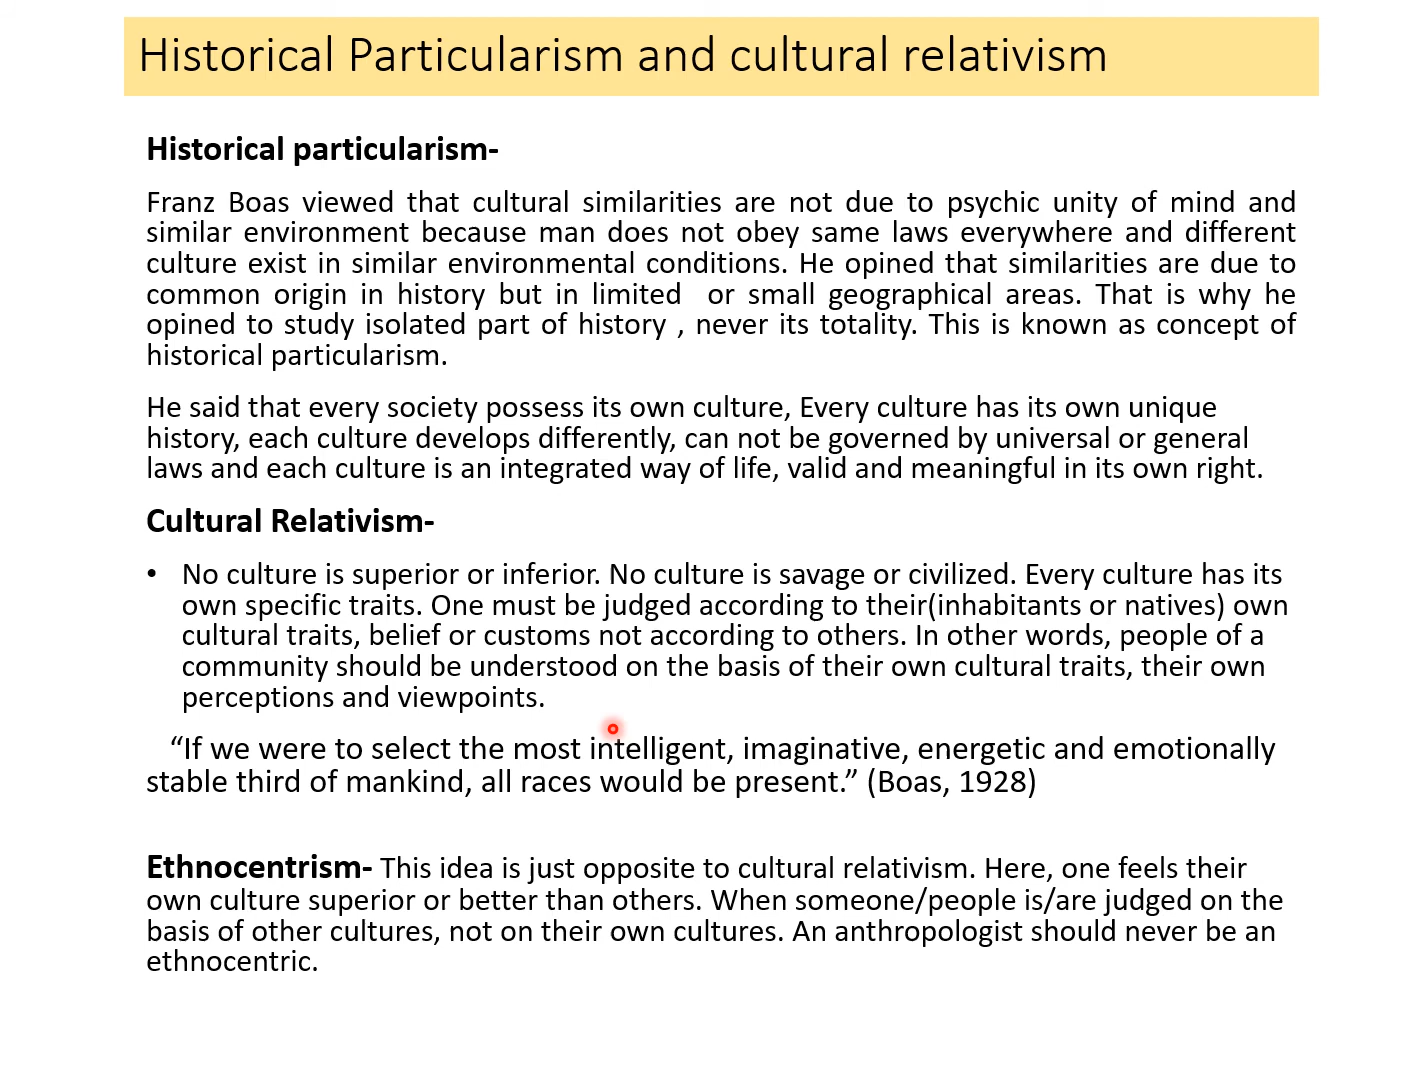 Historical Particularism and cultural relativism
Historical particularism-
Franz Boas viewed that cultural similarities are not due to psychic unity of mind and
similar environment because man does not obey same laws everywhere and different
culture exist in similar environmental conditions. He opined that similarities are due to
common origin in history but in limited  or small geographical areas. That is why he
opined to study isolated part of history , never its totality. This is known as concept of
historical particularism.
He said that every society possess its own culture, Every culture has its own unique
history, each culture develops differently, can not be governed by universal or general
laws and each culture is an integrated way of life, valid and meaningful in its own right.
Cultural Relativism-
• No culture is superior or inferior. No culture is savage or civilized. Every culture has its
own specific traits. One must be judged according to their(inhabitants or natives) own
cultural traits, belief or customs not according to others. In other words, people of a
community should be understood on the basis of their own cultural traits, their own
perceptions and viewpoints.
“If we were to select the most intelligent, imaginative, energetic and emotionally
stable third of mankind, all races would be present.” (Boas, 1928)
Ethnocentrism- This idea is just opposite to cultural relativism. Here, one feels their
own culture superior or better than others. When someone/people is/are judged on the
basis of other cultures, not on their own cultures. An anthropologist should never be an
ethnocentric.